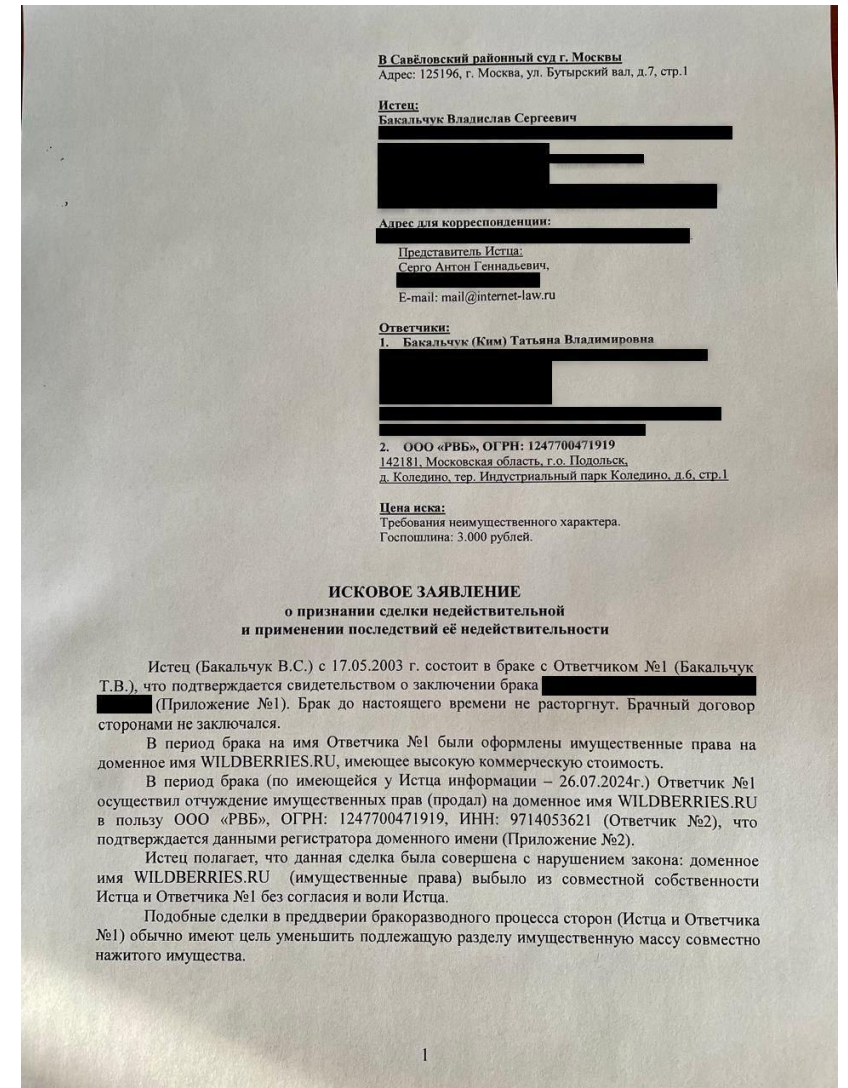 В Савёловский районный суд г. Москвы
Адрес: 125196, г. Москва, ул. Бутырский вал, д.7, стр.1
Истец:
Бакальчук Владислав Сергеевич
Адрес для корреспонденции:
Представитель Истца:
Серго Антон Геннадьевич,
E-mail: mail@internet-law.ru
Ответчики:
1. Бакальчук (Ким) Татьяна Владимировна
2. ООО «РВБ», ОГРН: 1247700471919
142181, Московская область, г.о. Подольск,
д. Коледино, тер. Индустриальный парк Коледино, д.6, стр.1
Цена иска:
Требования неимущественного характера.
Госпошлина: 3.000 рублей.
ИСКОВОЕ ЗАЯВЛЕНИЕ
о признании сделки недействительной
и применении последствий её недействительности
Истец (Бакальчук В.С.) с 17.05.2003 г. состоит в браке с Ответчиком №1 (Бакальчук
Т.В.), что подтверждается свидетельством о заключении брака
(Приложение №1). Брак до настоящего времени не расторгнут. Брачный договор
сторонами не заключался.
В период брака на имя Ответчика №1 были оформлены имущественные права на
доменное имя WILDBERRIES.RU, имеющее высокую коммерческую стоимость.
В период брака (по имеющейся у Истца информации – 26.07.2024г.) Ответчик №1
осуществил отчуждение имущественных прав (продал) на доменное имя WILDBERRIES.RU
в пользу ООО «РВБ», ОГРН: 1247700471919, ИНН: 9714053621 (Ответчик №2), что
подтверждается данными регистратора доменного имени (Приложение №2).
Истец полагает, что данная сделка была совершена с нарушением закона: доменное
имя WILDBERRIES.RU (имущественные права) выбыло из совместной собственности
Истца и Ответчика №1 без согласия и воли Истца.
Подобные сделки в преддверии бракоразводного процесса сторон (Истца и Ответчика
№1) обычно имеют цель уменьшить подлежащую разделу имущественную массу совместно
нажитого имущества.
1